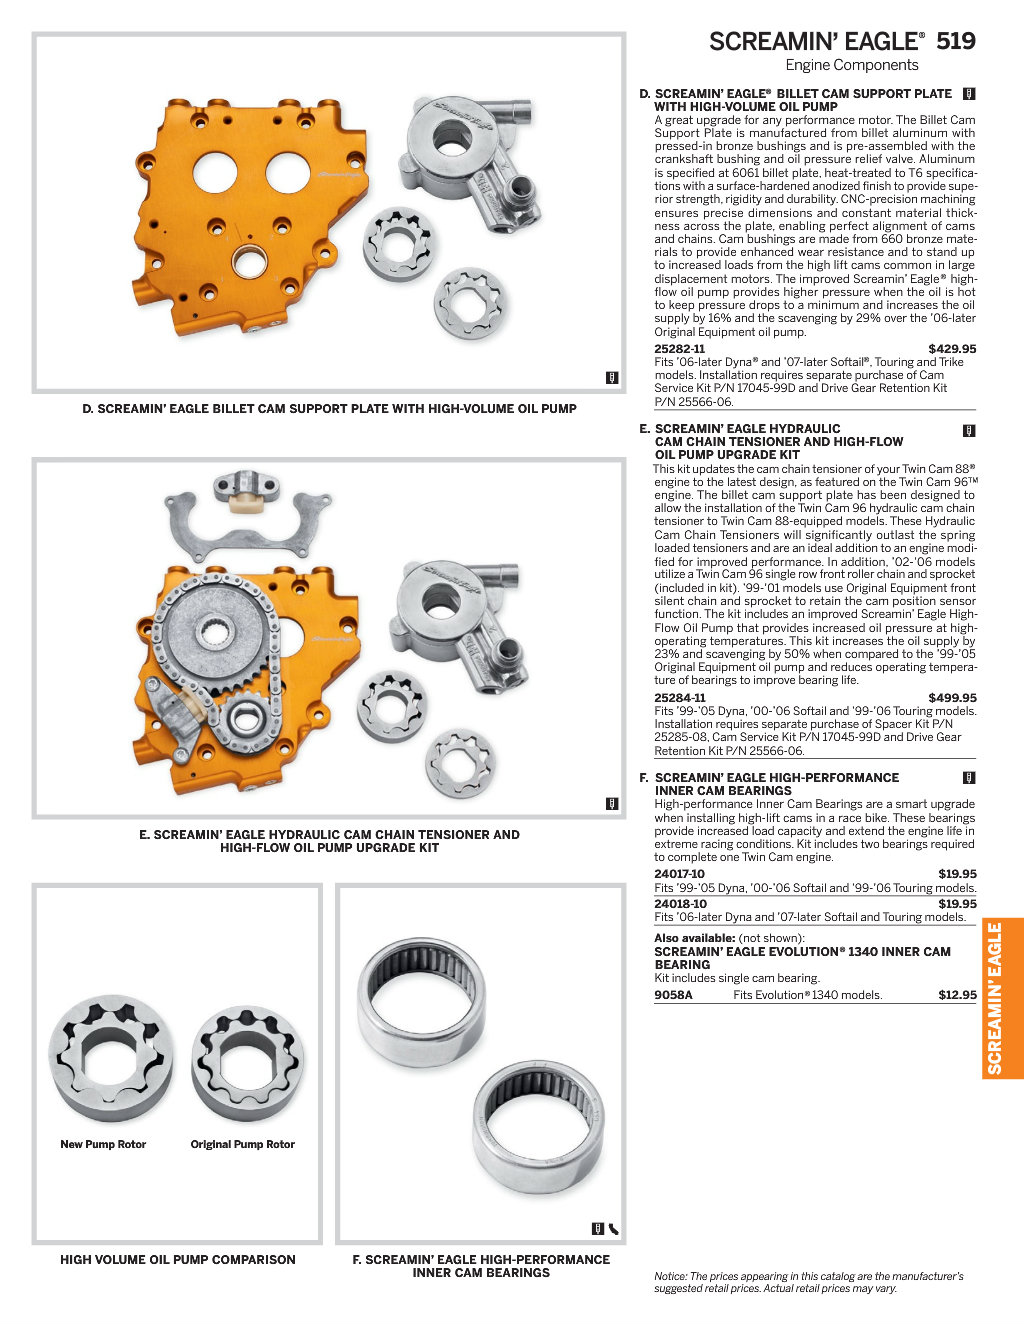 SCREAMIN’ EAGLE® 519
Engine Components
D. SCREAMIN’ EAGLE BILLET CAM SUPPORT PLATE WITH HIGH-VOLUME OIL PUMP
E. SCREAMIN’ EAGLE HYDRAULIC CAM CHAIN TENSIONER AND
HIGH-FLOW OIL PUMP UPGRADE KIT
New Pump Rotor
Original Pump Rotor
HIGH VOLUME OIL PUMP COMPARISON
F. SCREAMIN’ EAGLE HIGH-PERFORMANCE
INNER CAM BEARINGS
D. SCREAMIN’ EAGLE® BILLET CAM SUPPORT PLATE
WITH HIGH-VOLUME OIL PUMP
A great upgrade for any performance motor. The Billet Cam
Support Plate is manufactured from billet aluminum with
pressed-in bronze bushings and is pre-assembled with the
crankshaft bushing and oil pressure relief valve. Aluminum
is specified at 6061 billet plate, heat-treated to T6 specifica-
tions with a surface-hardened anodized finish to provide supe-
rior strength, rigidity and durability. CNC-precision machining
ensures precise dimensions and constant material thick-
ness across the plate, enabling perfect alignment of cams
and chains. Cam bushings are made from 660 bronze mate-
rials to provide enhanced wear resistance and to stand up
to increased loads from the high lift cams common in large
displacement motors. The improved Screamin’ Eagle® high-
flow oil pump provides higher pressure when the oil is hot
to keep pressure drops to a minimum and increases the oil
supply by 16% and the scavenging by 29% over the ’06-later
Original Equipment oil pump.
25282-11 $429.95
Fits ’06-later Dyna® and ’07-later Softail®, Touring and Trike
models. Installation requires separate purchase of Cam
Service Kit P/N 17045-99D and Drive Gear Retention Kit
P/N 25566-06.
E. SCREAMIN’ EAGLE HYDRAULIC
CAM CHAIN TENSIONER AND HIGH-FLOW
OIL PUMP UPGRADE KIT
This kit updates the cam chain tensioner of your Twin Cam 88®
engine to the latest design, as featured on the Twin Cam 96™
engine. The billet cam support plate has been designed to
allow the installation of the Twin Cam 96 hydraulic cam chain
tensioner to Twin Cam 88-equipped models. These Hydraulic
Cam Chain Tensioners will significantly outlast the spring
loaded tensioners and are an ideal addition to an engine modi-
fied for improved performance. In addition, ’02-’06 models
utilize a Twin Cam 96 single row front roller chain and sprocket
(included in kit). ’99-’01 models use Original Equipment front
silent chain and sprocket to retain the cam position sensor
function. The kit includes an improved Screamin’ Eagle High-
Flow Oil Pump that provides increased oil pressure at high-
operating temperatures. This kit increases the oil supply by
23% and scavenging by 50% when compared to the ’99-’05
Original Equipment oil pump and reduces operating tempera-
ture of bearings to improve bearing life.
25284-11 $499.95
Fits ’99-’05 Dyna, ’00-’06 Softail and ’99-’06 Touring models.
Installation requires separate purchase of Spacer Kit P/N
25285-08, Cam Service Kit P/N 17045-99D and Drive Gear
Retention Kit P/N 25566-06.
F. SCREAMIN’ EAGLE HIGH-PERFORMANCE
INNER CAM BEARINGS
High-performance Inner Cam Bearings are a smart upgrade
when installing high-lift cams in a race bike. These bearings
provide increased load capacity and extend the engine life in
extreme racing conditions. Kit includes two bearings required
to complete one Twin Cam engine.
24017-10 $19.95
Fits ’99-’05 Dyna, ’00-’06 Softail and ’99-’06 Touring models.
24018-10 $19.95
Fits ’06-later Dyna and ’07-later Softail and Touring models.
Also available: (not shown):
SCREAMIN’ EAGLE EVOLUTION® 1340 INNER CAM
BEARING
Kit includes single cam bearing.
9058A Fits Evolution® 1340 models. $12.95
SCREAMIN’ EAGLE
Notice: The prices appearing in this catalog are the manufacturer’s
suggested retail prices. Actual retail prices may vary.